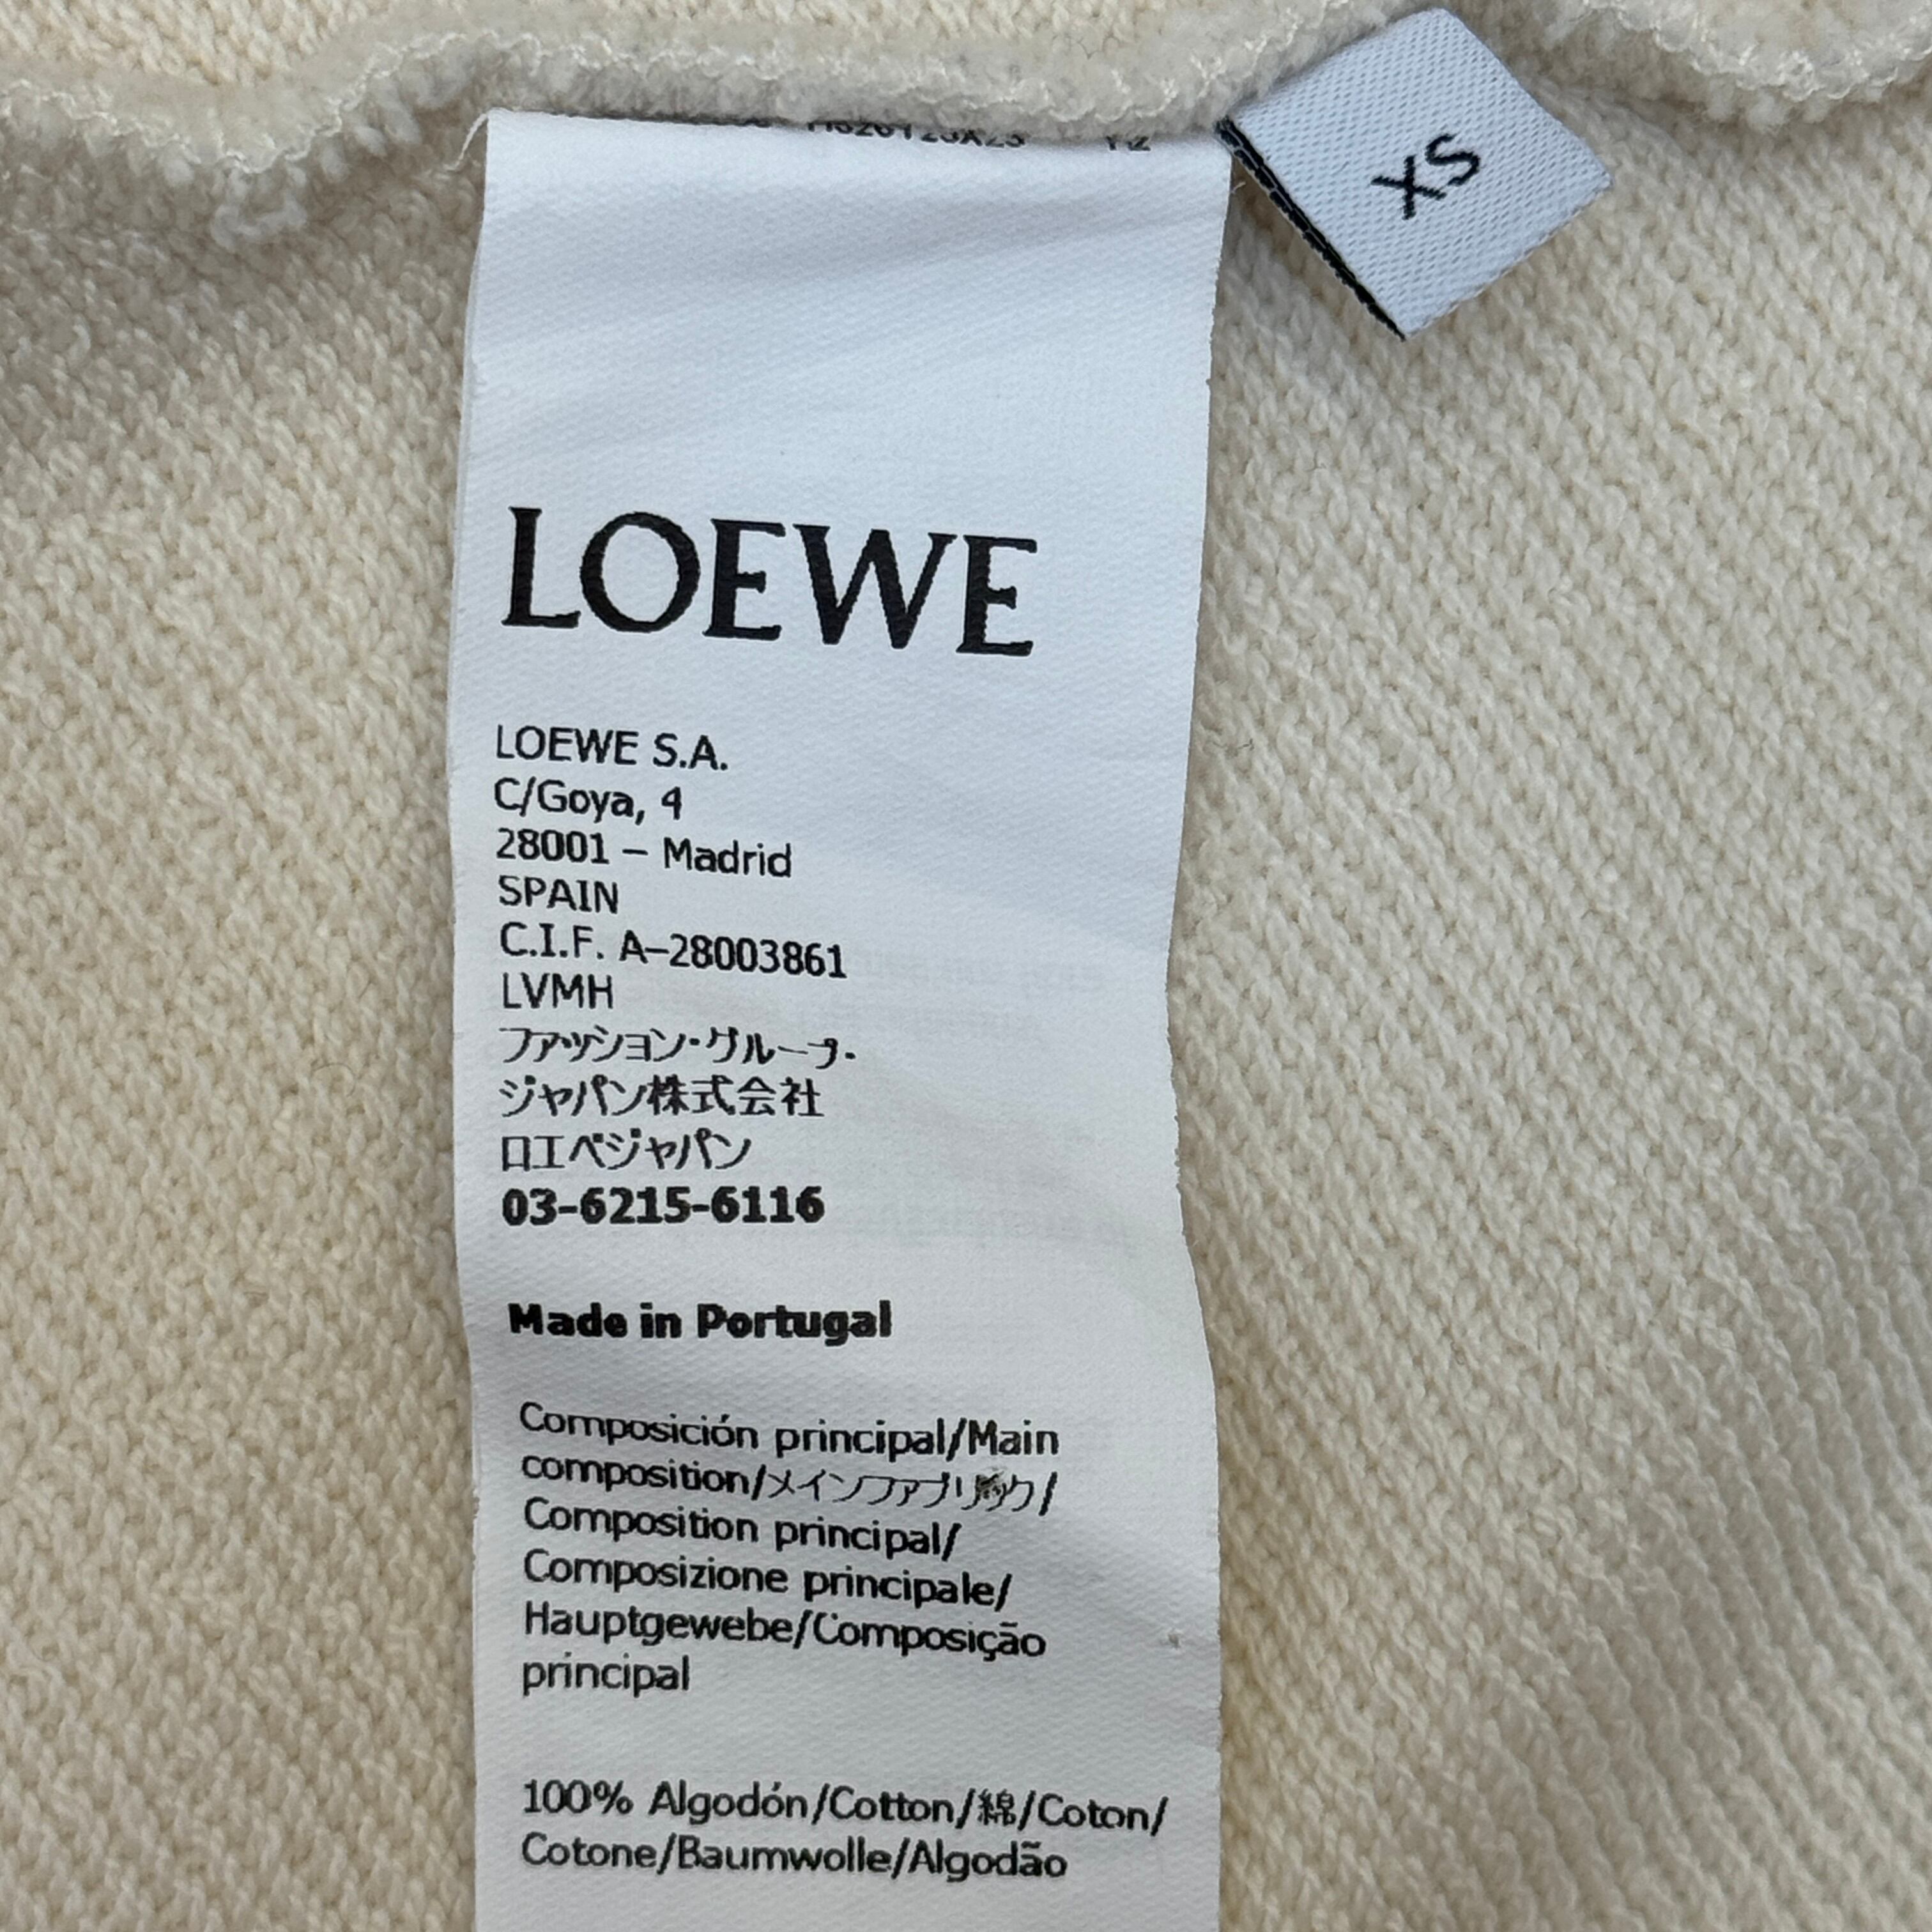 XS
LOEWE
LOEWE S.A.
C/Goya, 4
28001 – Madrid
SPAIN
C.I.F. A–28003861
LVMH
ファッション・グループ・
ジャパン株式会社
ロエベジャパン
03-6215-6116
Made in Portugal
Composición principal/Main
composition/メインファブリック/
Composition principal/
Composizione principale/
Hauptgewebe/Composição
principal
100% Algodón/Cotton/綿/Coton/
Cotone/Baumwolle/Algodão